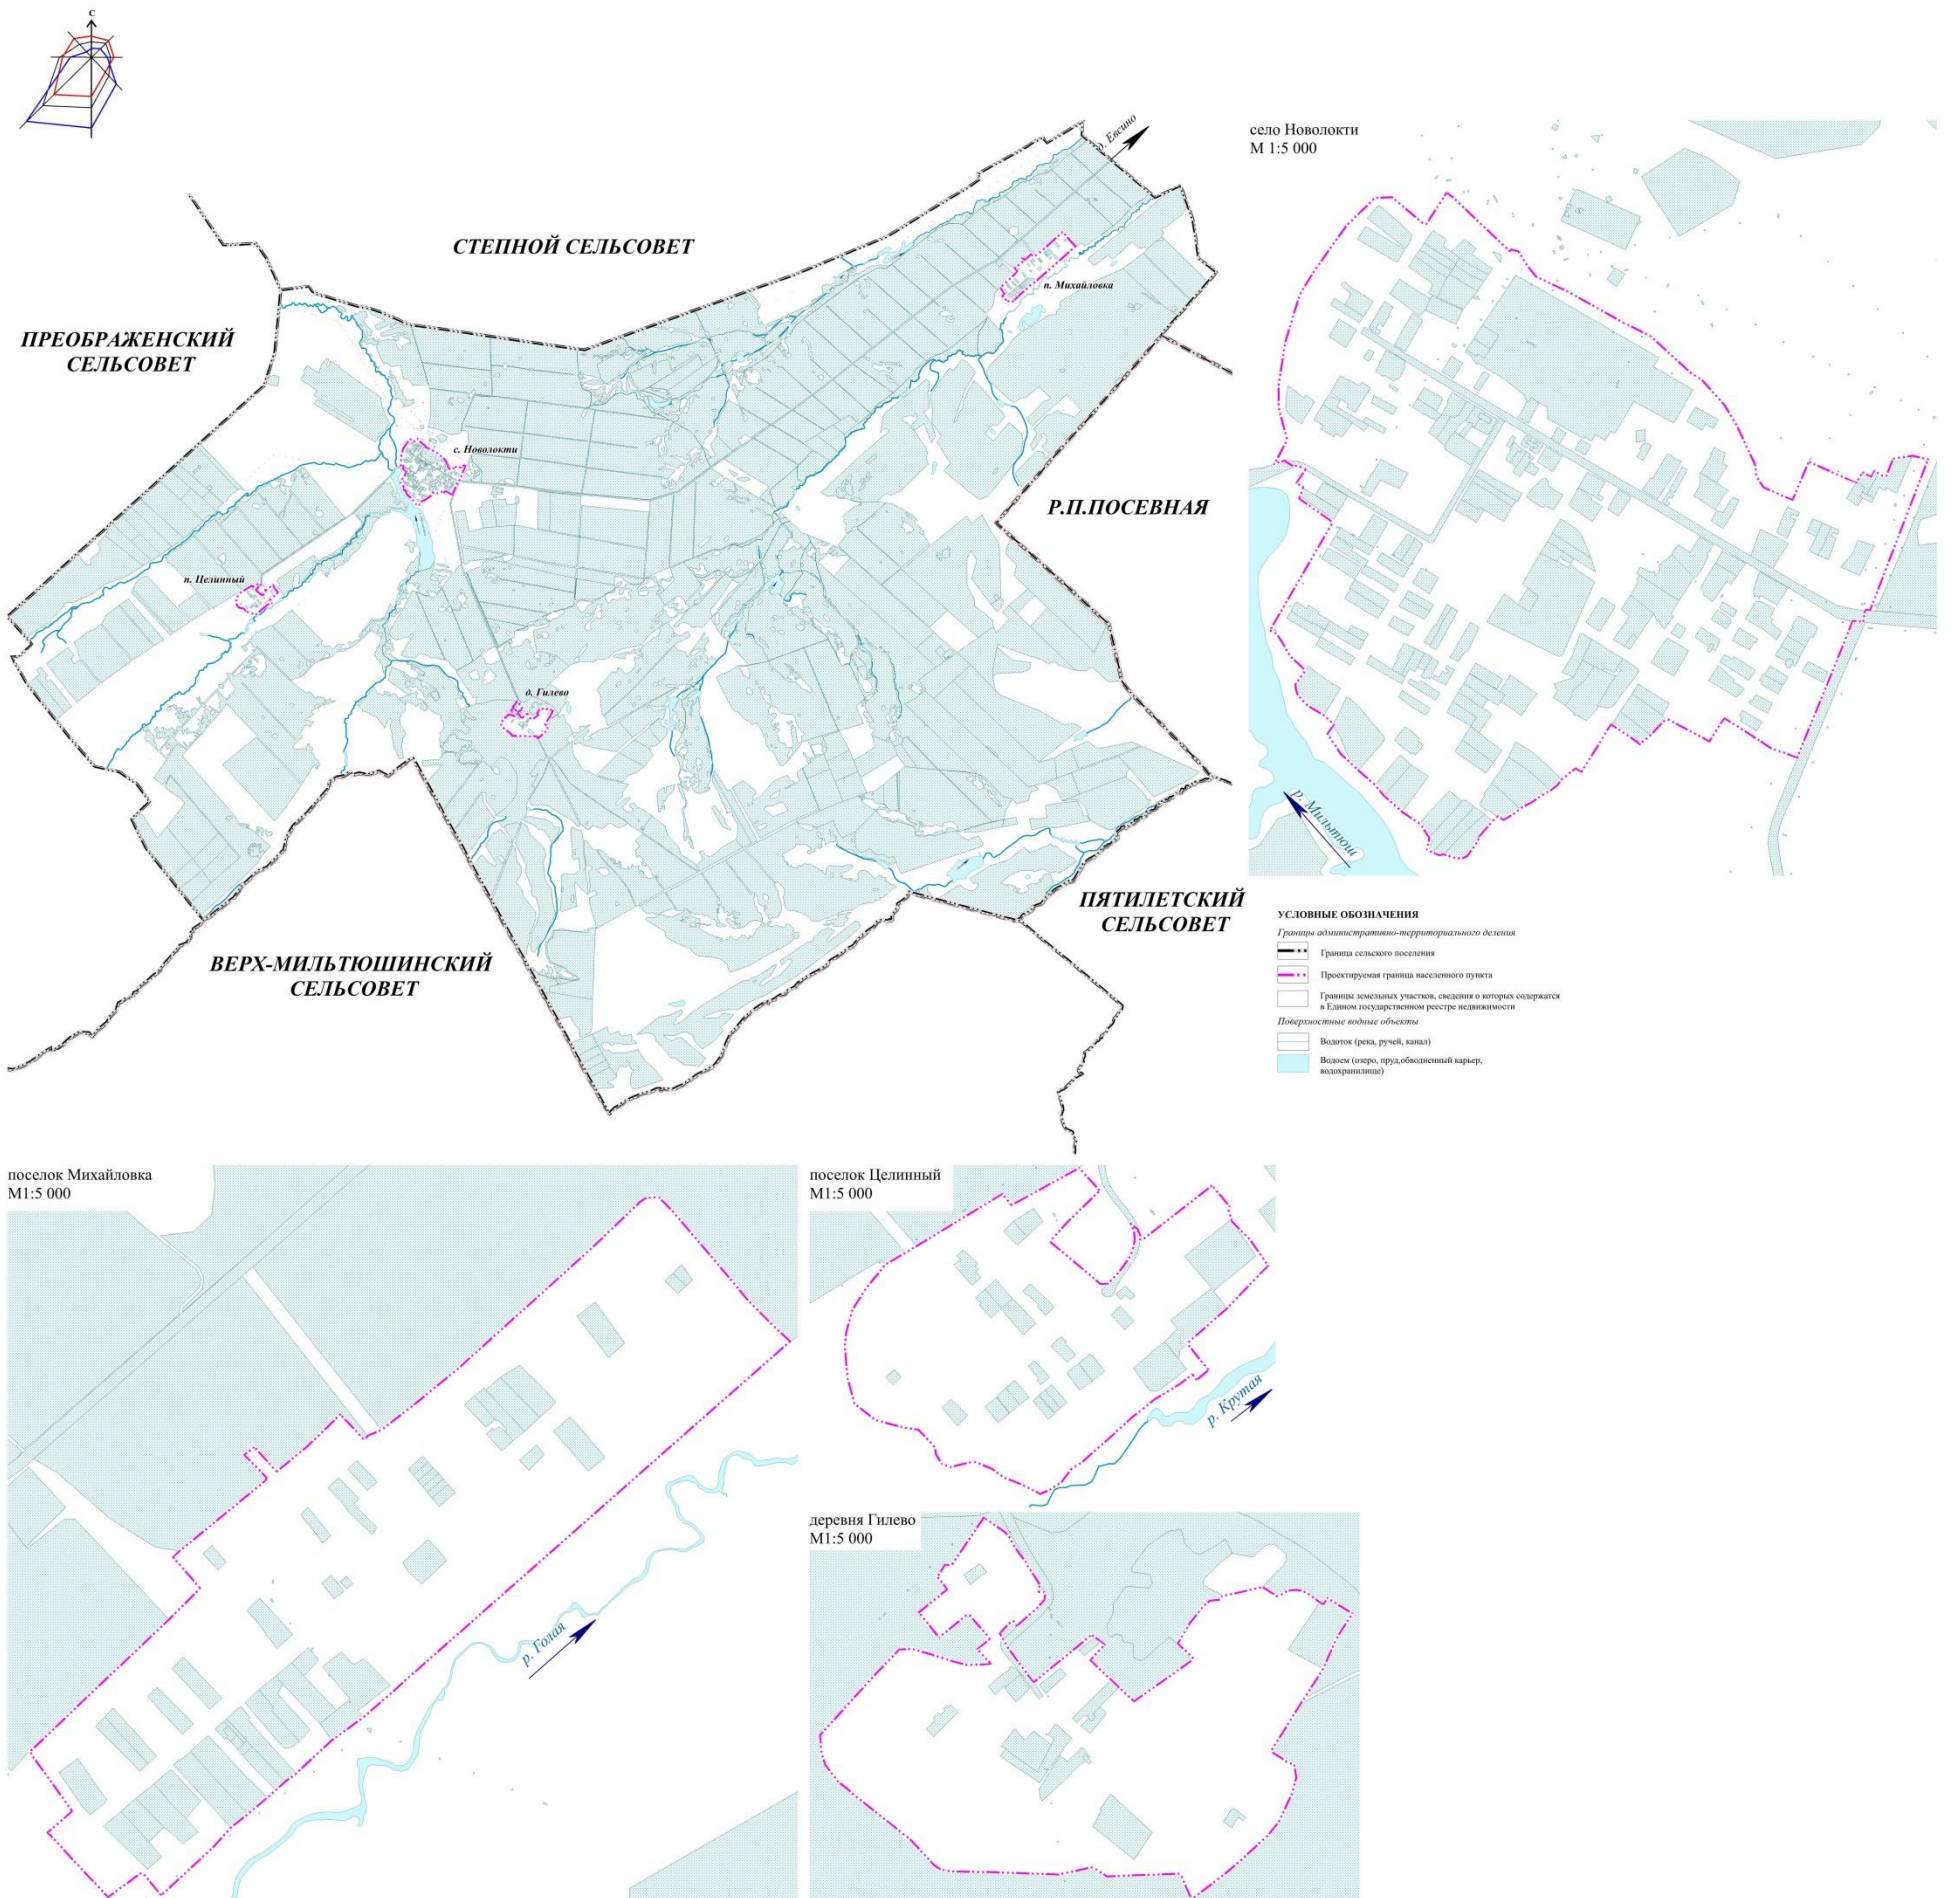 С
д. Евсино
село Новолокти
М 1:5 000
СТЕПНОЙ СЕЛЬСОВЕТ
п. Михайловка
ПРЕОБРАЖЕНСКИЙ
СЕЛЬСОВЕТ
с. Новолокти
Р.П.ПОСЕВНАЯ
п. Целинный
д. Гилево
р. Мильтюш
ПЯТИЛЕТСКИЙ
СЕЛЬСОВЕТ
ВЕРХ-МИЛЬТЮШИНСКИЙ
СЕЛЬСОВЕТ
УСЛОВНЫЕ ОБОЗНАЧЕНИЯ
Границы административно-территориального деления
Граница сельского поселения
Проектируемая граница населенного пункта
Границы земельных участков, сведения о которых содержатся
в Едином государственном реестре недвижимости
Поверхностные водные объекты
Водоток (река, ручей, канал)
Водоем (озеро, пруд,обводненный карьер,
водохранилище)
поселок Михайловка
М1:5 000
р. Голая
поселок Целинный
М1:5 000
р. Крутая
деревня Гилево
М1:5 000